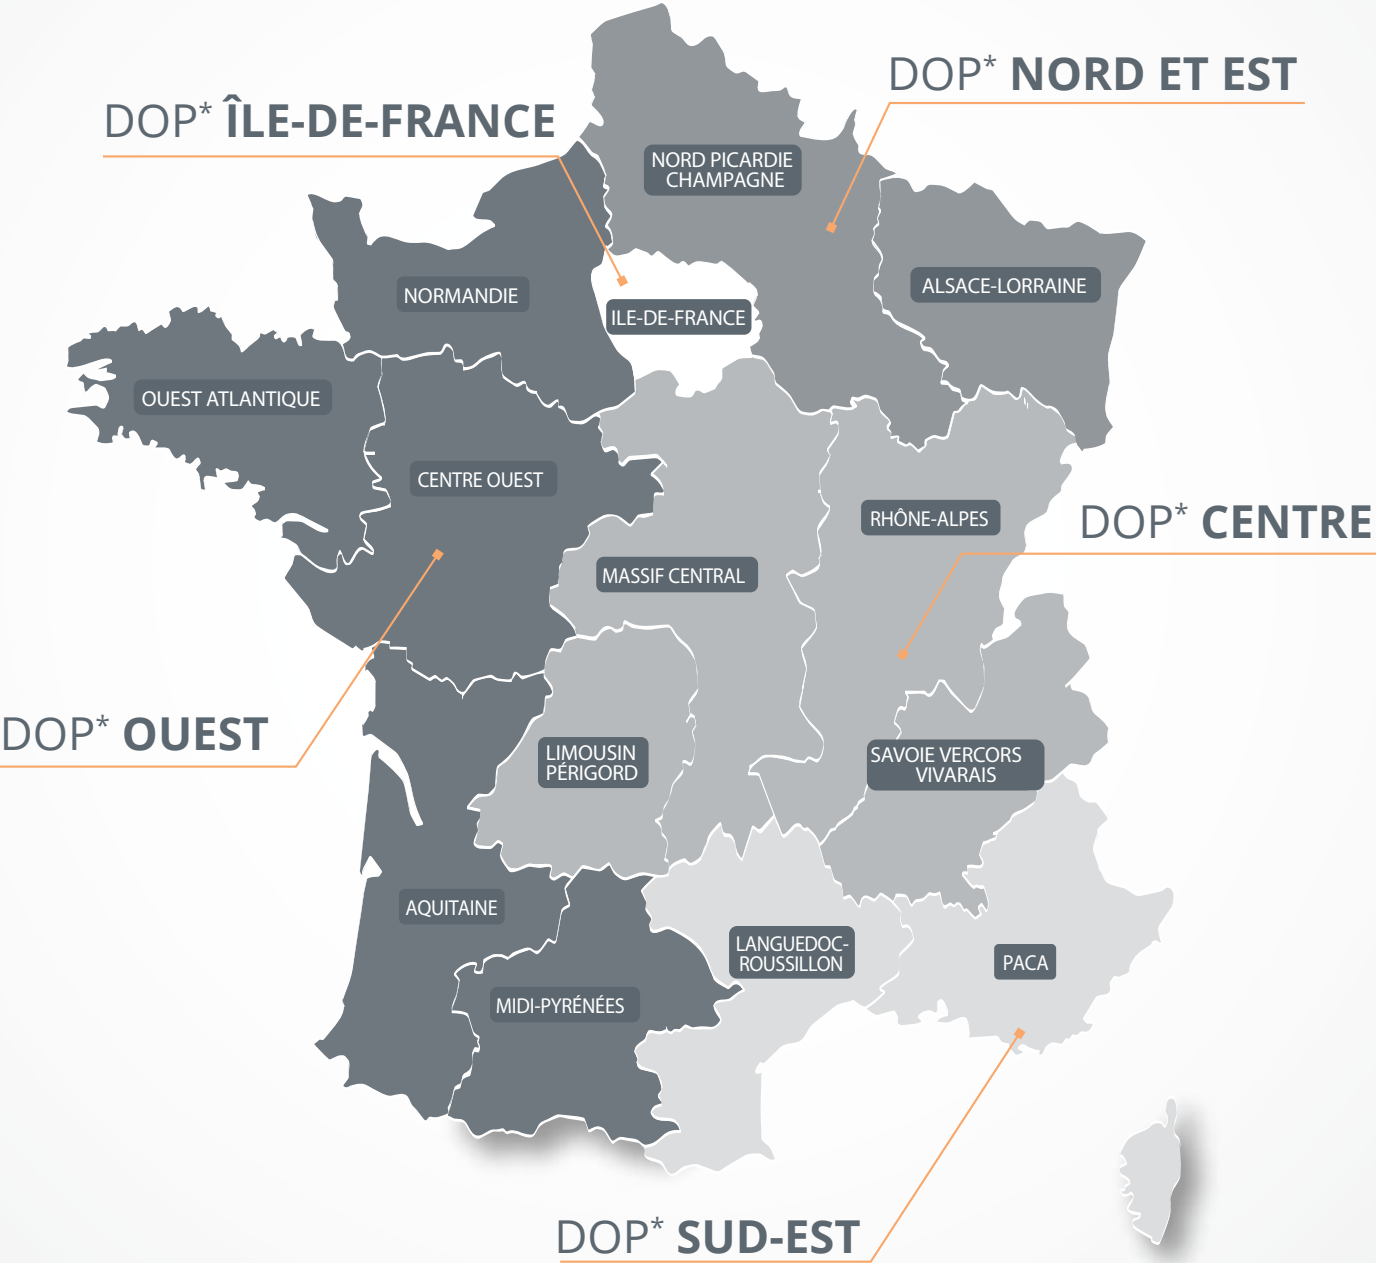 DOP* NORD ET EST
DOP* ÎLE-DE-FRANCE
NORD PICARDIE
CHAMPAGNE
ALSACE-LORRAINE
NORMANDIE
ILE-DE-FRANCE
OUEST ATLANTIQUE
CENTRE OUEST
RHÔNE-ALPES
DOP* CENTRE
MASSIF CENTRAL
DOP* OUEST
LIMOUSIN
PÉRIGORD
SAVOIE VERCORS
VIVARAIS
AQUITAINE
LANGUEDOC-
ROUSSILLON
PACA
MIDI-PYRÉNÉES
DOP* SUD-EST